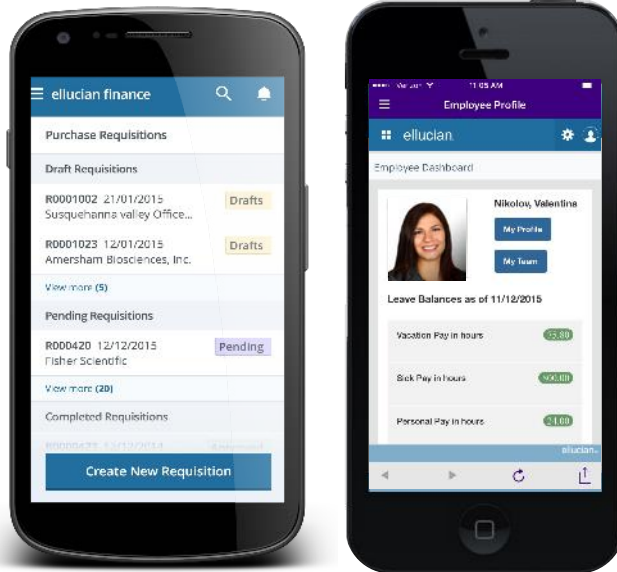 ellucian finance
Purchase Requisitions
Draft Requisitions
R0001002 21/01/2015
Drafts
Susquehanna valley Office...
R0001023 12/01/2015
Drafts
Amersham Biosciences, Inc.
View more (5)
Pending Requisitions
R000420 12/12/2015
Pending
Fisher Scientific
View more (20)
Completed Requisitions
Create New Requisition
11:05 AM
Employee Profile
ellucian
Employee Dashboard
Nikolov, Valentina
My Profile
My Team
Leave Balances as of 11/12/2015
Vacation Pay in hours
Sick Pay in hours
Personal Pay in hours
24.00
ellucian